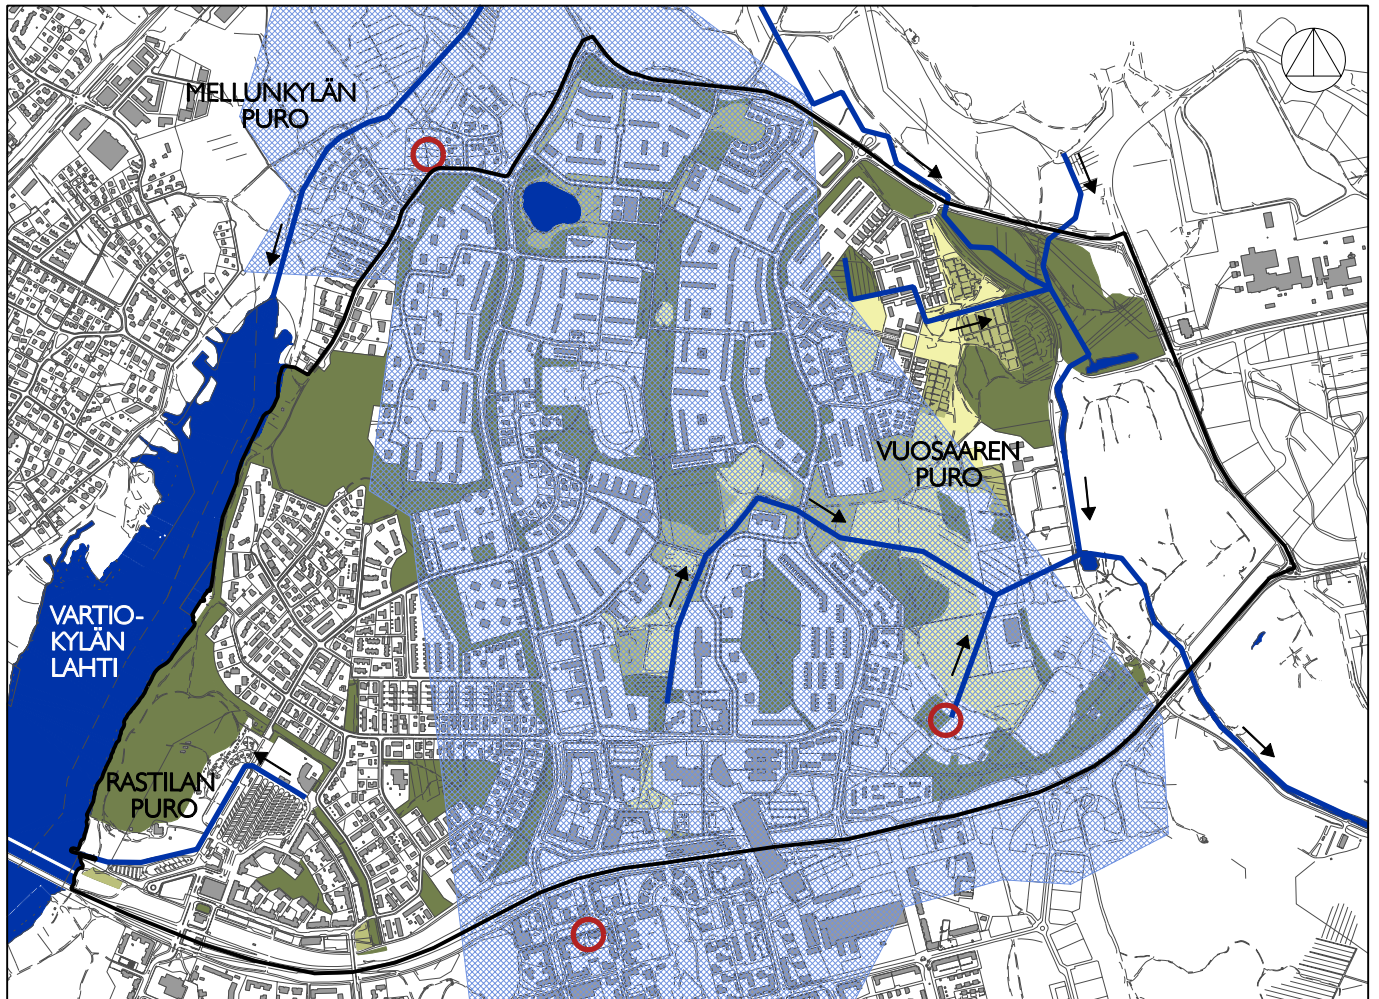 MELLUNKYLÄN
PURO
VUOSAAREN
PURO
VARTIO-
KYLÄN
LAHTI
RASTILAN
PURO